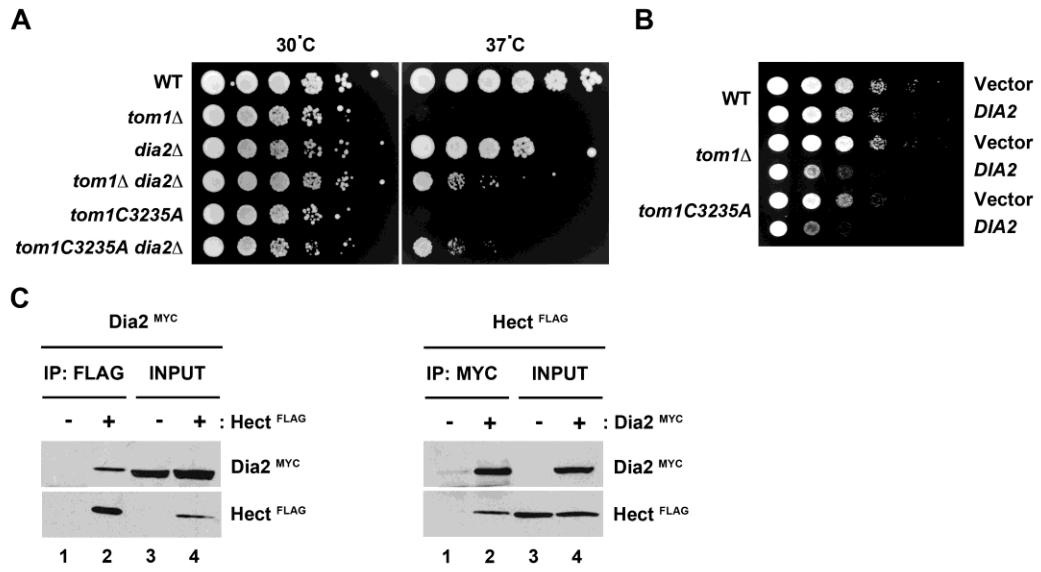 A
30°C 37°C
WT
tom1Δ
dia2Δ
tom1Δ dia2Δ
tom1C3235A
tom1C3235A dia2Δ
B
WT Vector
DIA2
tom1Δ Vector
DIA2
tom1C3235A Vector
DIA2
C
Dia2 MYC
IP: FLAG INPUT
- + - + : Hect FLAG
Dia2 MYC
Hect FLAG
1 2 3 4
Hect FLAG
IP: MYC INPUT
- + - + : Dia2 MYC
Dia2 MYC
Hect FLAG
1 2 3 4